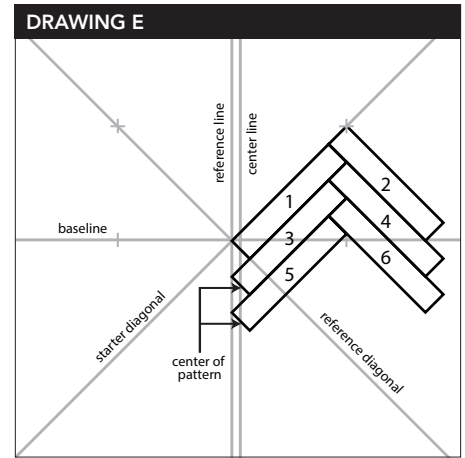 DRAWING E
reference line
center line
1
2
baseline
3
4
5
6
starter diagonal
center of
pattern
reference diagonal